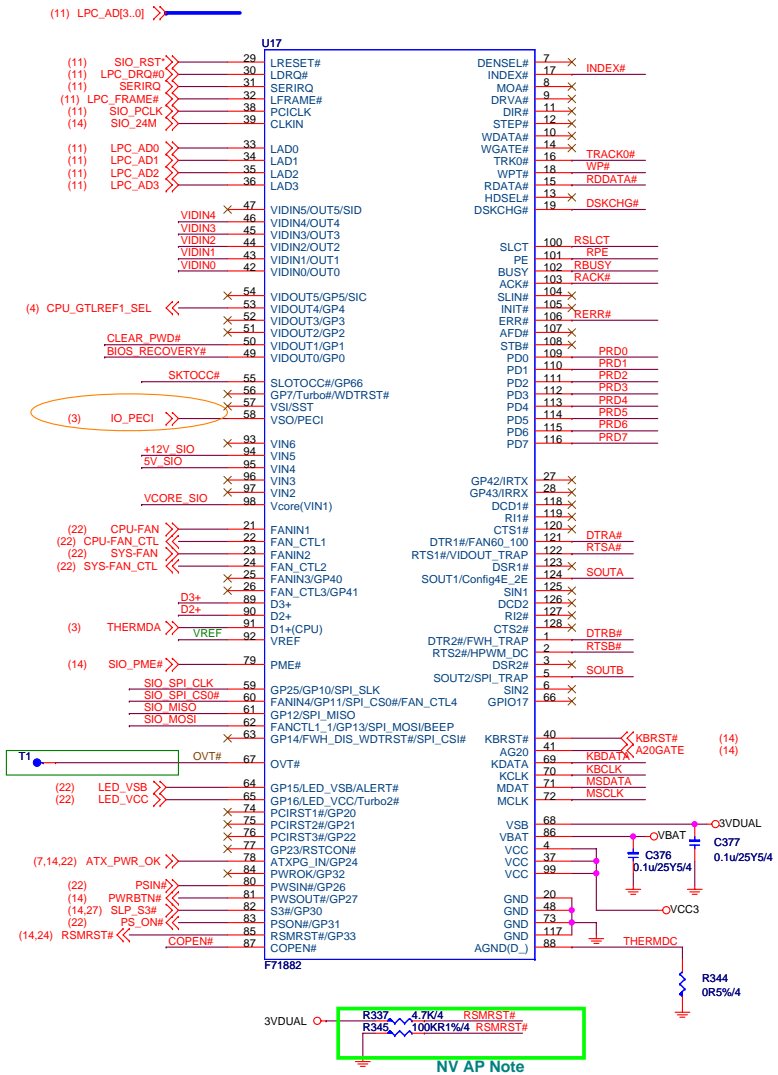 (11) LPC_AD[3..0]
U17
(11) SIO_RST* 29 LRESET# DENSEL# 7
(11) LPC_DRQ#0 30 LDRQ# INDEX# 17 INDEX#
(11) SERIRQ 31 SERIRQ MOA# 8
(11) LPC_FRAME# 32 LFRAME# DRVA# 9
(11) SIO_PCLK 38 PCICLK DIR# 11
(14) SIO_24M 39 CLKIN STEP# 12
WDATA# 10
WGATE# 14
(11) LPC_AD0 33 LAD0 TRK0# 16 TRACK0#
(11) LPC_AD1 34 LAD1 WPT# 18 WP#
(11) LPC_AD2 35 LAD2 RDATA# 15 RDDATA#
(11) LPC_AD3 36 LAD3 HDSEL# 13
47 VIDIN5/OUT5/SID DSKCHG# 19 DSKCHG#
VIDIN4 46 VIDIN4/OUT4
VIDIN3 45 VIDIN3/OUT3
VIDIN2 44 VIDIN2/OUT2 SLCT 100 RSLCT
VIDIN1 43 VIDIN1/OUT1 PE 101 RPE
VIDIN0 42 VIDIN0/OUT0 BUSY 102 RBUSY
ACK# 103 RACK#
54 VIDOUT5/GP5/SIC SLIN# 104
(4) CPU_GTLREF1_SEL 53 VIDOUT4/GP4 INIT# 105
52 VIDOUT3/GP3 ERR# 106 RERR#
51 VIDOUT2/GP2 AFD# 107
CLEAR_PWD# 50 VIDOUT1/GP1 STB# 108
BIOS_RECOVERY# 49 VIDOUT0/GP0 PD0 109 PRD0
PD1 110 PRD1
SKTOCC# 55 SLOTOCC#/GP66 PD2 111 PRD2
56 GP7/Turbo#/WDTRST# PD3 112 PRD3
57 VSI/SST PD4 113 PRD4
(3) IO_PECI 58 VSO/PECI PD5 114 PRD5
PD6 115 PRD6
93 VIN6 PD7 116 PRD7
+12V_SIO 94 VIN5
5V_SIO 95 VIN4
96 VIN3 GP42/IRTX 27
97 VIN2 GP43/IRRX 28
VCORE_SIO 98 Vcore(VIN1) DCD1# 118
RI1# 119
(22) CPU-FAN 21 FANIN1 CTS1# 120
(22) CPU-FAN_CTL 22 FAN_CTL1 DTR1#/FAN60_100 121 DTRA#
(22) SYS-FAN 23 FANIN2 RTS1#/VIDOUT_TRAP 122 RTSA#
(22) SYS-FAN_CTL 24 FAN_CTL2 DSR1# 123
25 FANIN3/GP40 SOUT1/Config4E_2E 124 SOUTA
26 FAN_CTL3/GP41 SIN1 125
D3+ 89 D3+ DCD2 126
D2+ 90 D2+ RI2# 127
(3) THERMDA 91 D1+(CPU) CTS2# 128
VREF 92 VREF DTR2#/FWH_TRAP 1 DTRB#
RTS2#/HPWM_DC 2 RTSB#
(14) SIO_PME# 79 PME# DSR2# 3
SOUT2/SPI_TRAP 5 SOUTB
SIO_SPI_CLK 59 GP25/GP10/SPI_SLK SIN2 6
SIO_SPI_CS0# 60 FANIN4/GP11/SPI_CS0#/FAN_CTL4 GPIO17 66
SIO_MISO 61 GP12/SPI_MISO
SIO_MOSI 62 FANCTL1_1/GP13/SPI_MOSI/BEEP
63 GP14/FWH_DIS_WDTRST#/SPI_CSI# KBRST# 40 KBRST# (14)
AG20 41 A20GATE (14)
T1 OVT# 67 OVT# KDATA 69 KBDATA
KCLK 70 KBCLK
(22) LED_VSB 64 GP15/LED_VSB/ALERT# MDAT 71 MSDATA
(22) LED_VCC 65 GP16/LED_VCC/Turbo2# MCLK 72 MSCLK
74 PCIRST1#/GP20
75 PCIRST2#/GP21 VSB 68 3VDUAL
76 PCIRST3#/GP22 VBAT 86 VBAT
77 GP23/RSTCON# VCC 4 C376 C377
(7,14,22) ATX_PWR_OK 78 ATXPG_IN/GP24 VCC 37 0.1u/25Y5/4 0.1u/25Y5/4
84 PWROK/GP32 VCC 99
(22) PSIN# 80 PWSIN#/GP26
(14) PWRBTN# 81 PWSOUT#/GP27 GND 20 VCC3
(14,27) SLP_S3# 82 S3#/GP30 GND 48
(22) PS_ON# 83 PSON#/GP31 GND 73
(14,24) RSMRST# 85 RSMRST#/GP33 GND 117
COPEN# 87 COPEN# AGND(D_) 88 THERMDC
F71882
R344
0R5%/4
3VDUAL R337 4.7K/4 RSMRST#
R345 100KR1%/4 RSMRST#
NV AP Note